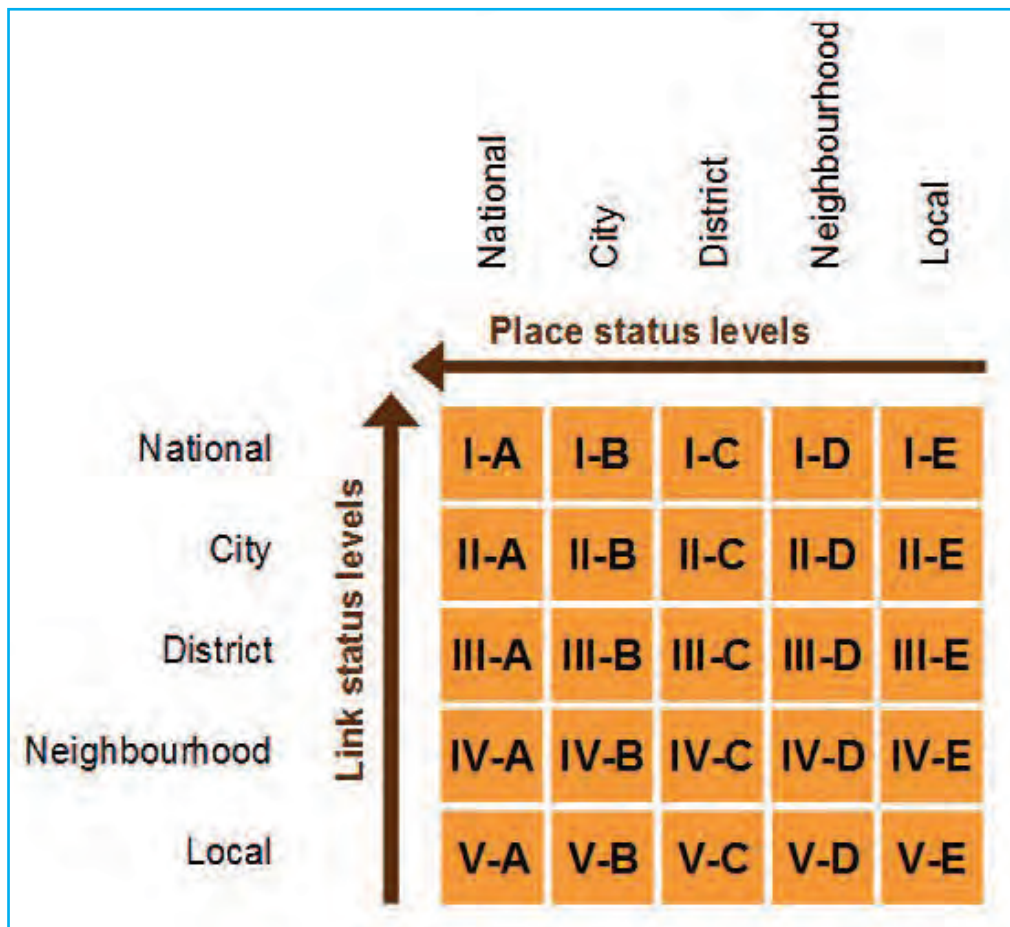 National
City
District
Neighbourhood
Local
Place status levels
Link status levels
National I-A I-B I-C I-D I-E
City II-A II-B II-C II-D II-E
District III-A III-B III-C III-D III-E
Neighbourhood IV-A IV-B IV-C IV-D IV-E
Local V-A V-B V-C V-D V-E